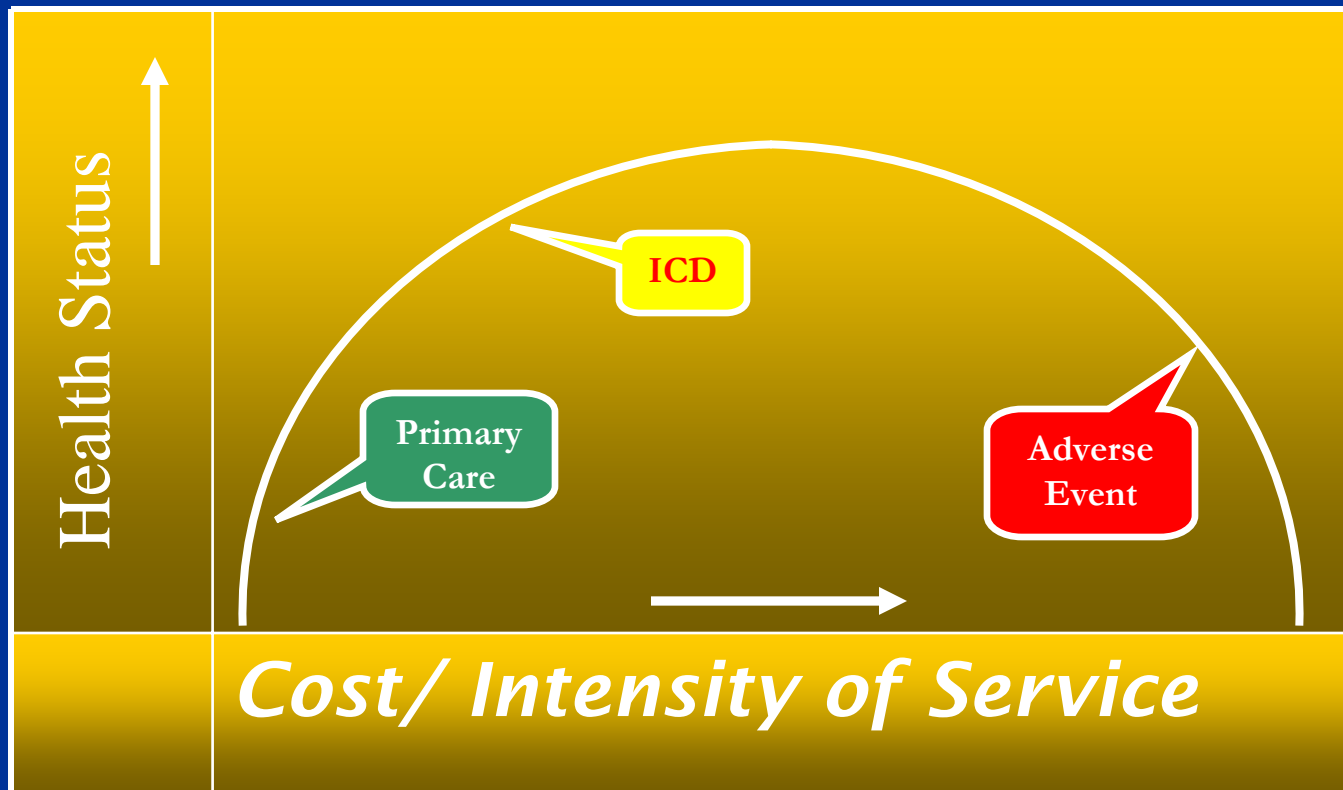 Health Status
ICD
Primary
Care
Adverse
Event
Cost/ Intensity of Service